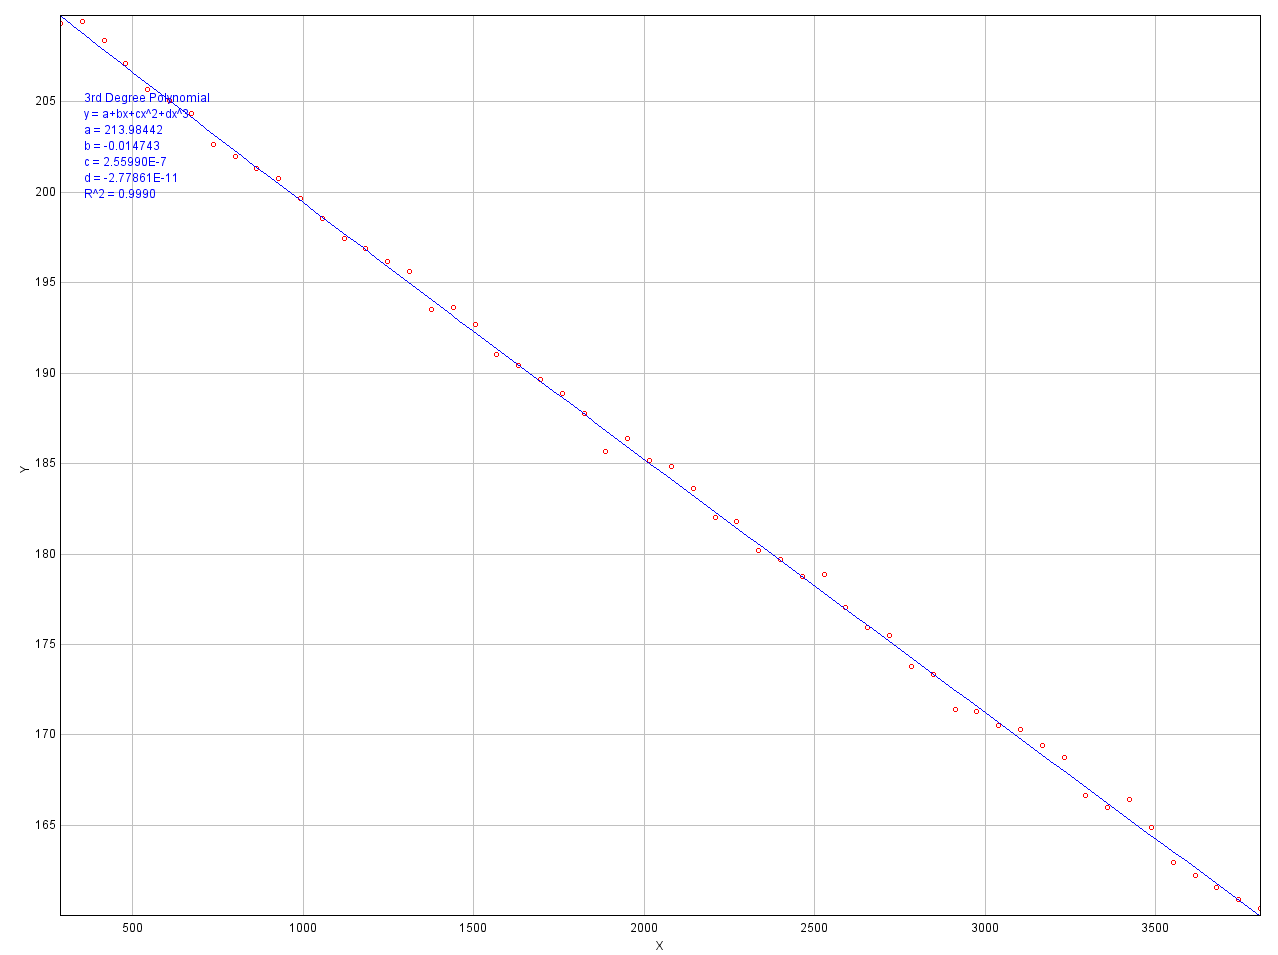 3rd Degree Polynomial
y = a+bx+cx^2+dx^3
a = 213.98442
b = -0.014743
c = 2.55990E-7
d = -2.77861E-11
R^2 = 0.9990
205
200
195
190
185
180
175
170
165
Y
500 1000 1500 2000 2500 3000 3500
X